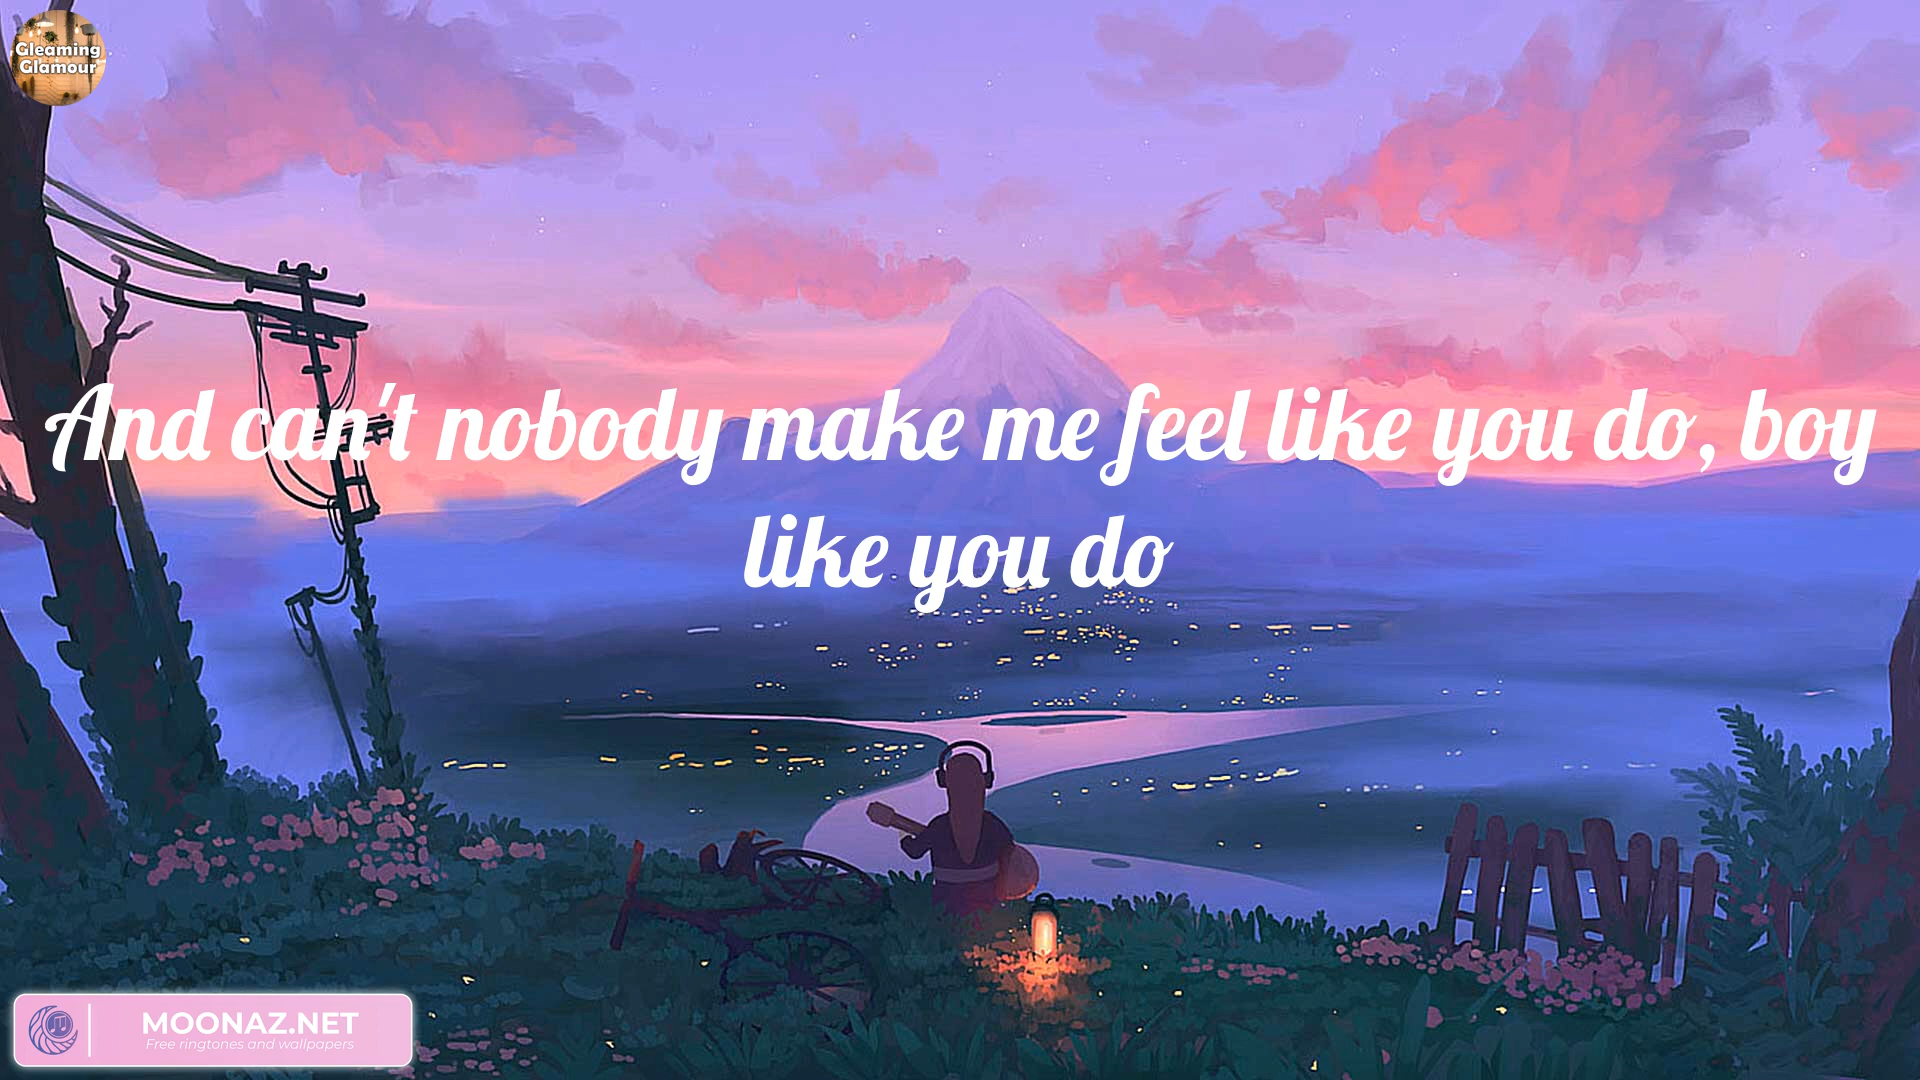 Gleaming
Glamour
And can't nobody make me feel like you do, boy
like you do
MOONAZ.NET
Free ringtones and wallpapers